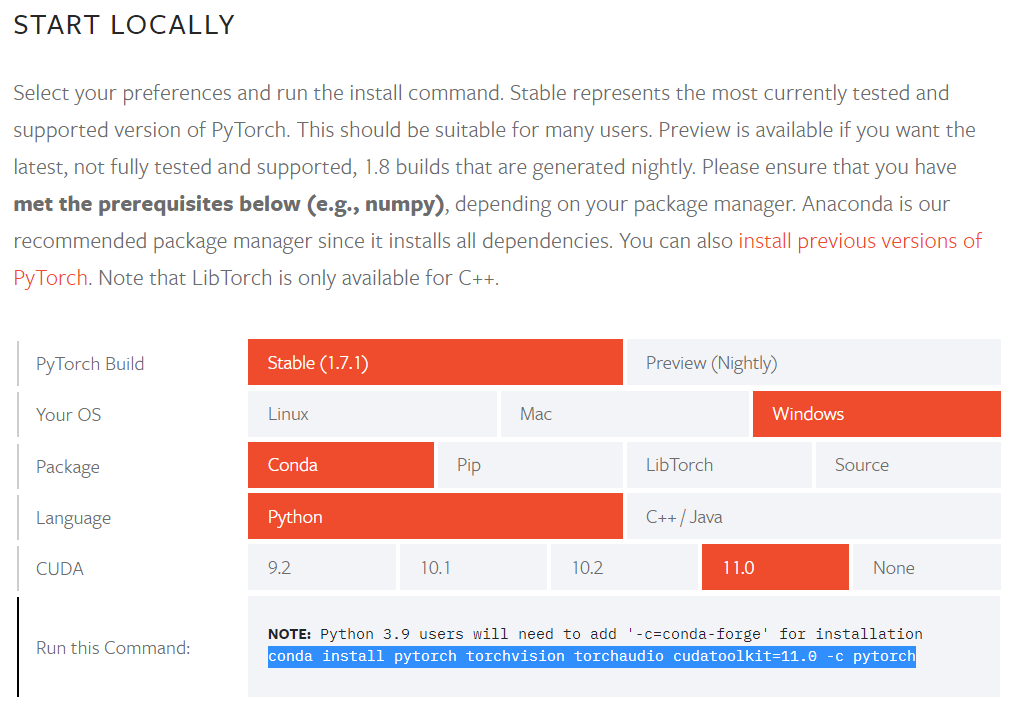 START LOCALLY
Select your preferences and run the install command. Stable represents the most currently tested and
supported version of PyTorch. This should be suitable for many users. Preview is available if you want the
latest, not fully tested and supported, 1.8 builds that are generated nightly. Please ensure that you have
met the prerequisites below (e.g., numpy), depending on your package manager. Anaconda is our
recommended package manager since it installs all dependencies. You can also install previous versions of
PyTorch. Note that LibTorch is only available for C++.
PyTorch Build Stable (1.7.1) Preview (Nightly)
Your OS Linux Mac Windows
Package Conda Pip LibTorch Source
Language Python C++ / Java
CUDA 9.2 10.1 10.2 11.0 None
NOTE: Python 3.9 users will need to add '-c=conda-forge' for installation
Run this Command:
conda install pytorch torchvision torchaudio cudatoolkit=11.0 -c pytorch